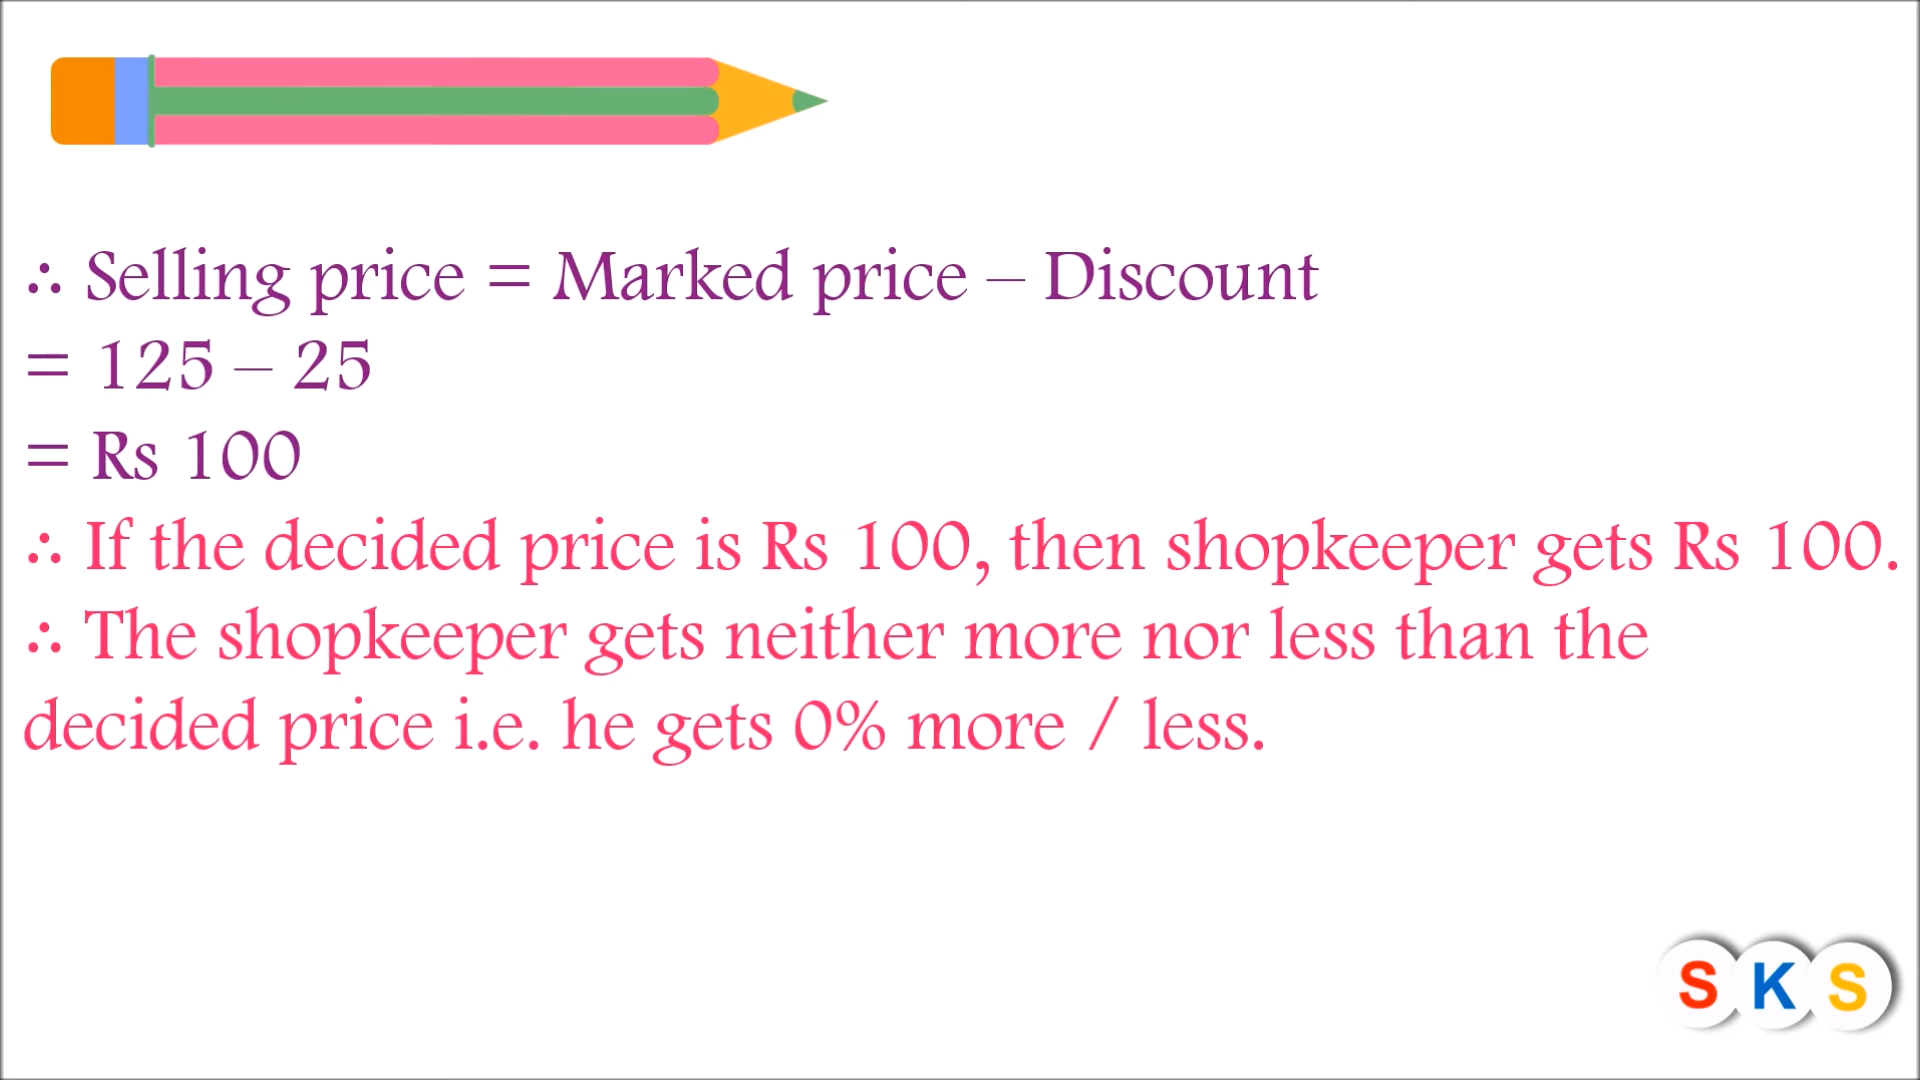 ∴ Selling price = Marked price – Discount
= 125 – 25
= Rs 100
∴ If the decided price is Rs 100, then shopkeeper gets Rs 100.
∴ The shopkeeper gets neither more nor less than the
decided price i.e. he gets 0% more / less.
SKS